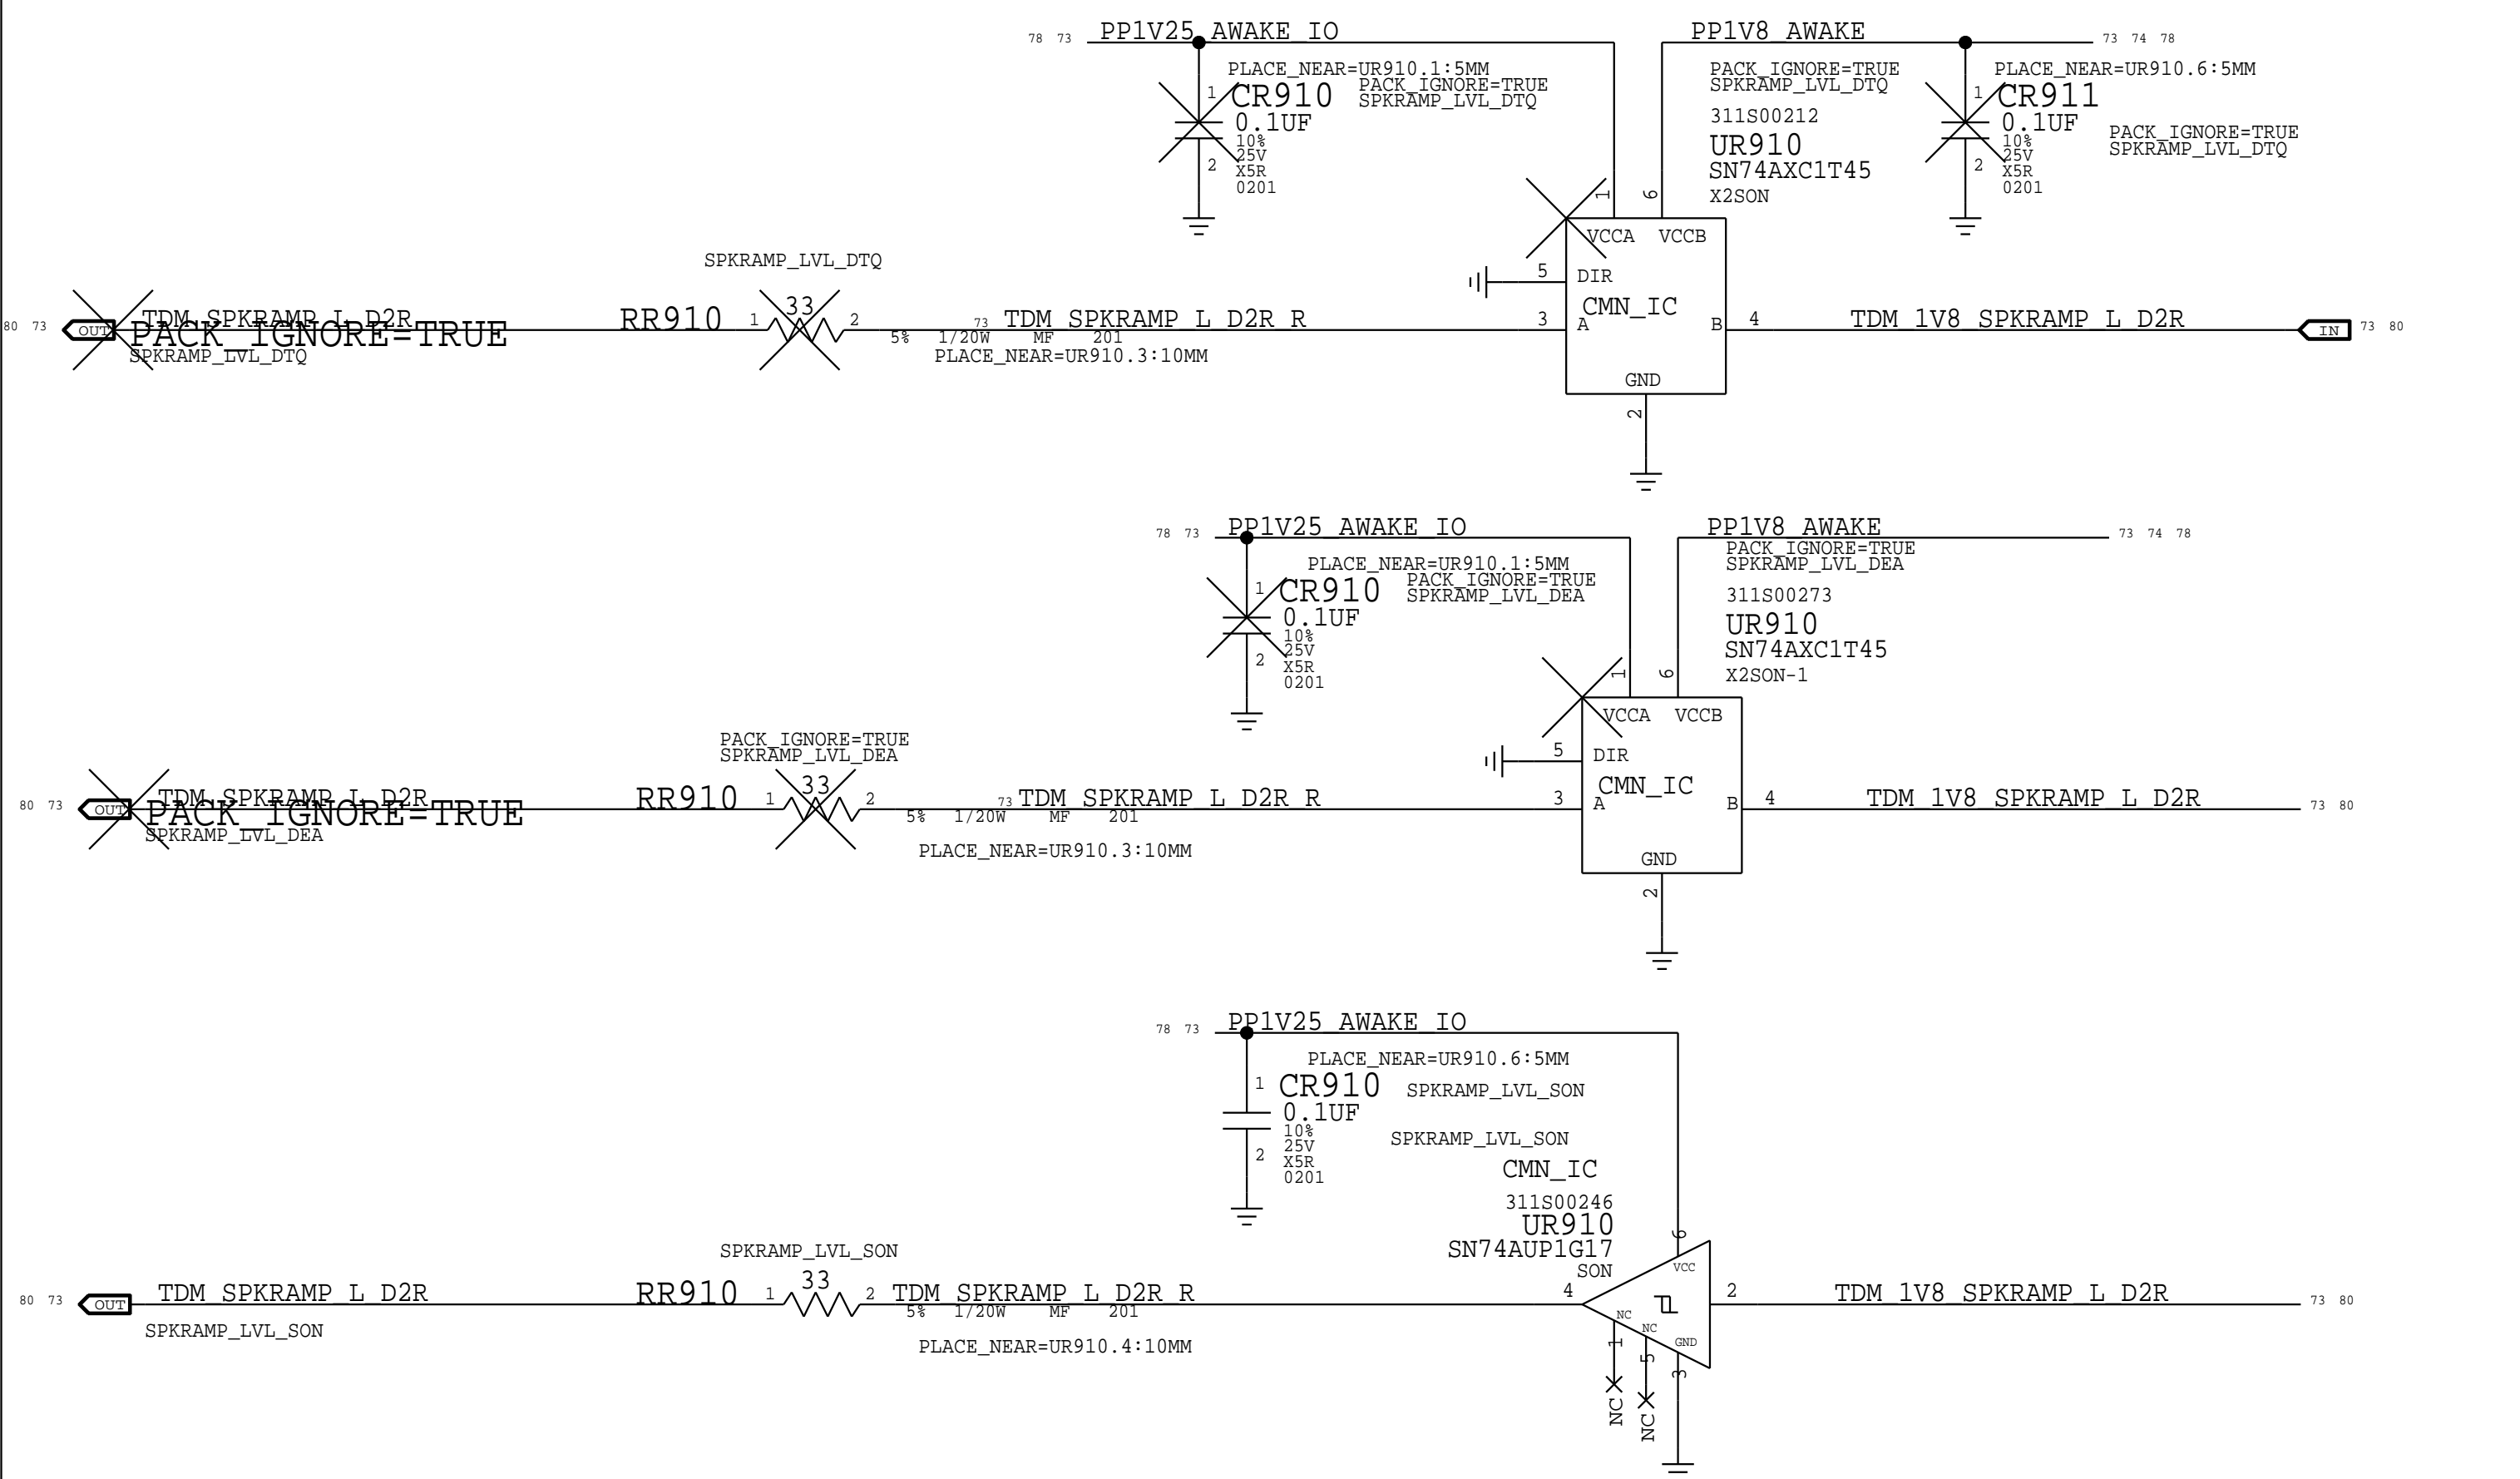 78 73 PP1V25_AWAKE_IO
PP1V8_AWAKE 73 74 78
PLACE_NEAR=UR910.1:5MM
PACK_IGNORE=TRUE
SPKRAMP_LVL_DTQ
1
CR910
0.1UF
10%
25V
X5R
0201
2
PACK_IGNORE=TRUE
SPKRAMP_LVL_DTQ
311S00212
UR910
SN74AXC1T45
X2SON
PLACE_NEAR=UR910.6:5MM
1
CR911
0.1UF
10%
25V
X5R
0201
2
PACK_IGNORE=TRUE
SPKRAMP_LVL_DTQ
1 6
VCCA VCCB
5 DIR
CMN_IC
3 A B 4
GND
2
SPKRAMP_LVL_DTQ
80 73 OUT TDM_SPKRAMP_L_D2R
PACK_IGNORE=TRUE
SPKRAMP_LVL_DTQ
RR910 1 33 2
5% 1/20W MF 201
73 TDM_SPKRAMP_L_D2R_R
PLACE_NEAR=UR910.3:10MM
TDM_1V8_SPKRAMP_L_D2R IN 73 80
78 73 PP1V25_AWAKE_IO
PP1V8_AWAKE 73 74 78
PLACE_NEAR=UR910.1:5MM
PACK_IGNORE=TRUE
SPKRAMP_LVL_DEA
1
CR910
0.1UF
10%
25V
X5R
0201
2
PACK_IGNORE=TRUE
SPKRAMP_LVL_DEA
311S00273
UR910
SN74AXC1T45
X2SON-1
1 6
VCCA VCCB
5 DIR
CMN_IC
3 A B 4
GND
2
PACK_IGNORE=TRUE
SPKRAMP_LVL_DEA
80 73 OUT TDM_SPKRAMP_L_D2R
PACK_IGNORE=TRUE
SPKRAMP_LVL_DEA
RR910 1 33 2
5% 1/20W MF 201
73 TDM_SPKRAMP_L_D2R_R
PLACE_NEAR=UR910.3:10MM
TDM_1V8_SPKRAMP_L_D2R 73 80
78 73 PP1V25_AWAKE_IO
PLACE_NEAR=UR910.6:5MM
1
CR910
SPKRAMP_LVL_SON
0.1UF
10%
25V
X5R
0201
2
SPKRAMP_LVL_SON
CMN_IC
311S00246
UR910
SN74AUP1G17
SON
6
VCC
4 2
NC
NC
GND
1
5
3
NC
NC
SPKRAMP_LVL_SON
80 73 OUT TDM_SPKRAMP_L_D2R
SPKRAMP_LVL_SON
RR910 1 33 2
5% 1/20W MF 201
TDM_SPKRAMP_L_D2R_R
PLACE_NEAR=UR910.4:10MM
TDM_1V8_SPKRAMP_L_D2R 73 80